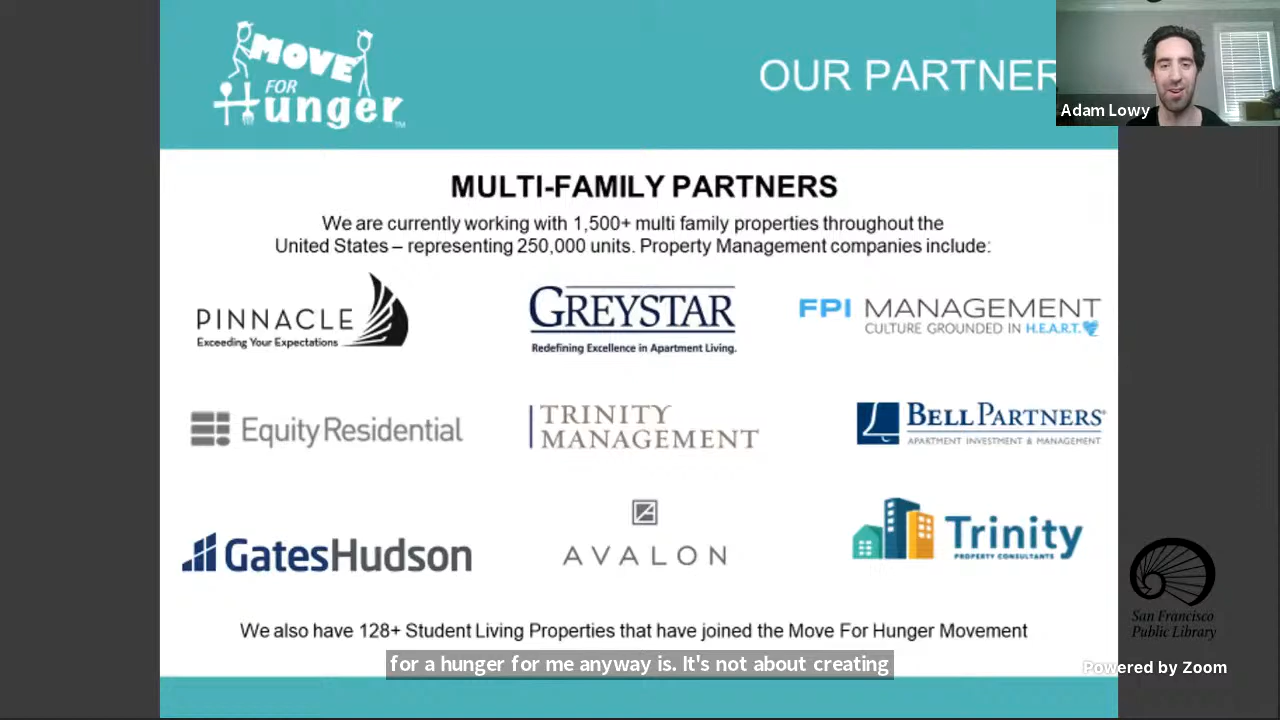 MOVE
FOR
Hunger™
OUR PARTNER
Adam Lowy
MULTI-FAMILY PARTNERS
We are currently working with 1,500+ multi family properties throughout the
United States – representing 250,000 units. Property Management companies include:
PINNACLE
Exceeding Your Expectations
GREYSTAR
Redefining Excellence in Apartment Living.
FPI MANAGEMENT
CULTURE GROUNDED IN H.E.A.R.T.
Equity Residential
TRINITY
MANAGEMENT
BELL PARTNERS
APARTMENT INVESTMENT & MANAGEMENT
GatesHudson
AVALON
Trinity
PROPERTY CONSULTANTS
San Francisco
Public Library
We also have 128+ Student Living Properties that have joined the Move For Hunger Movement
for a hunger for me anyway is. It's not about creating
Powered by Zoom